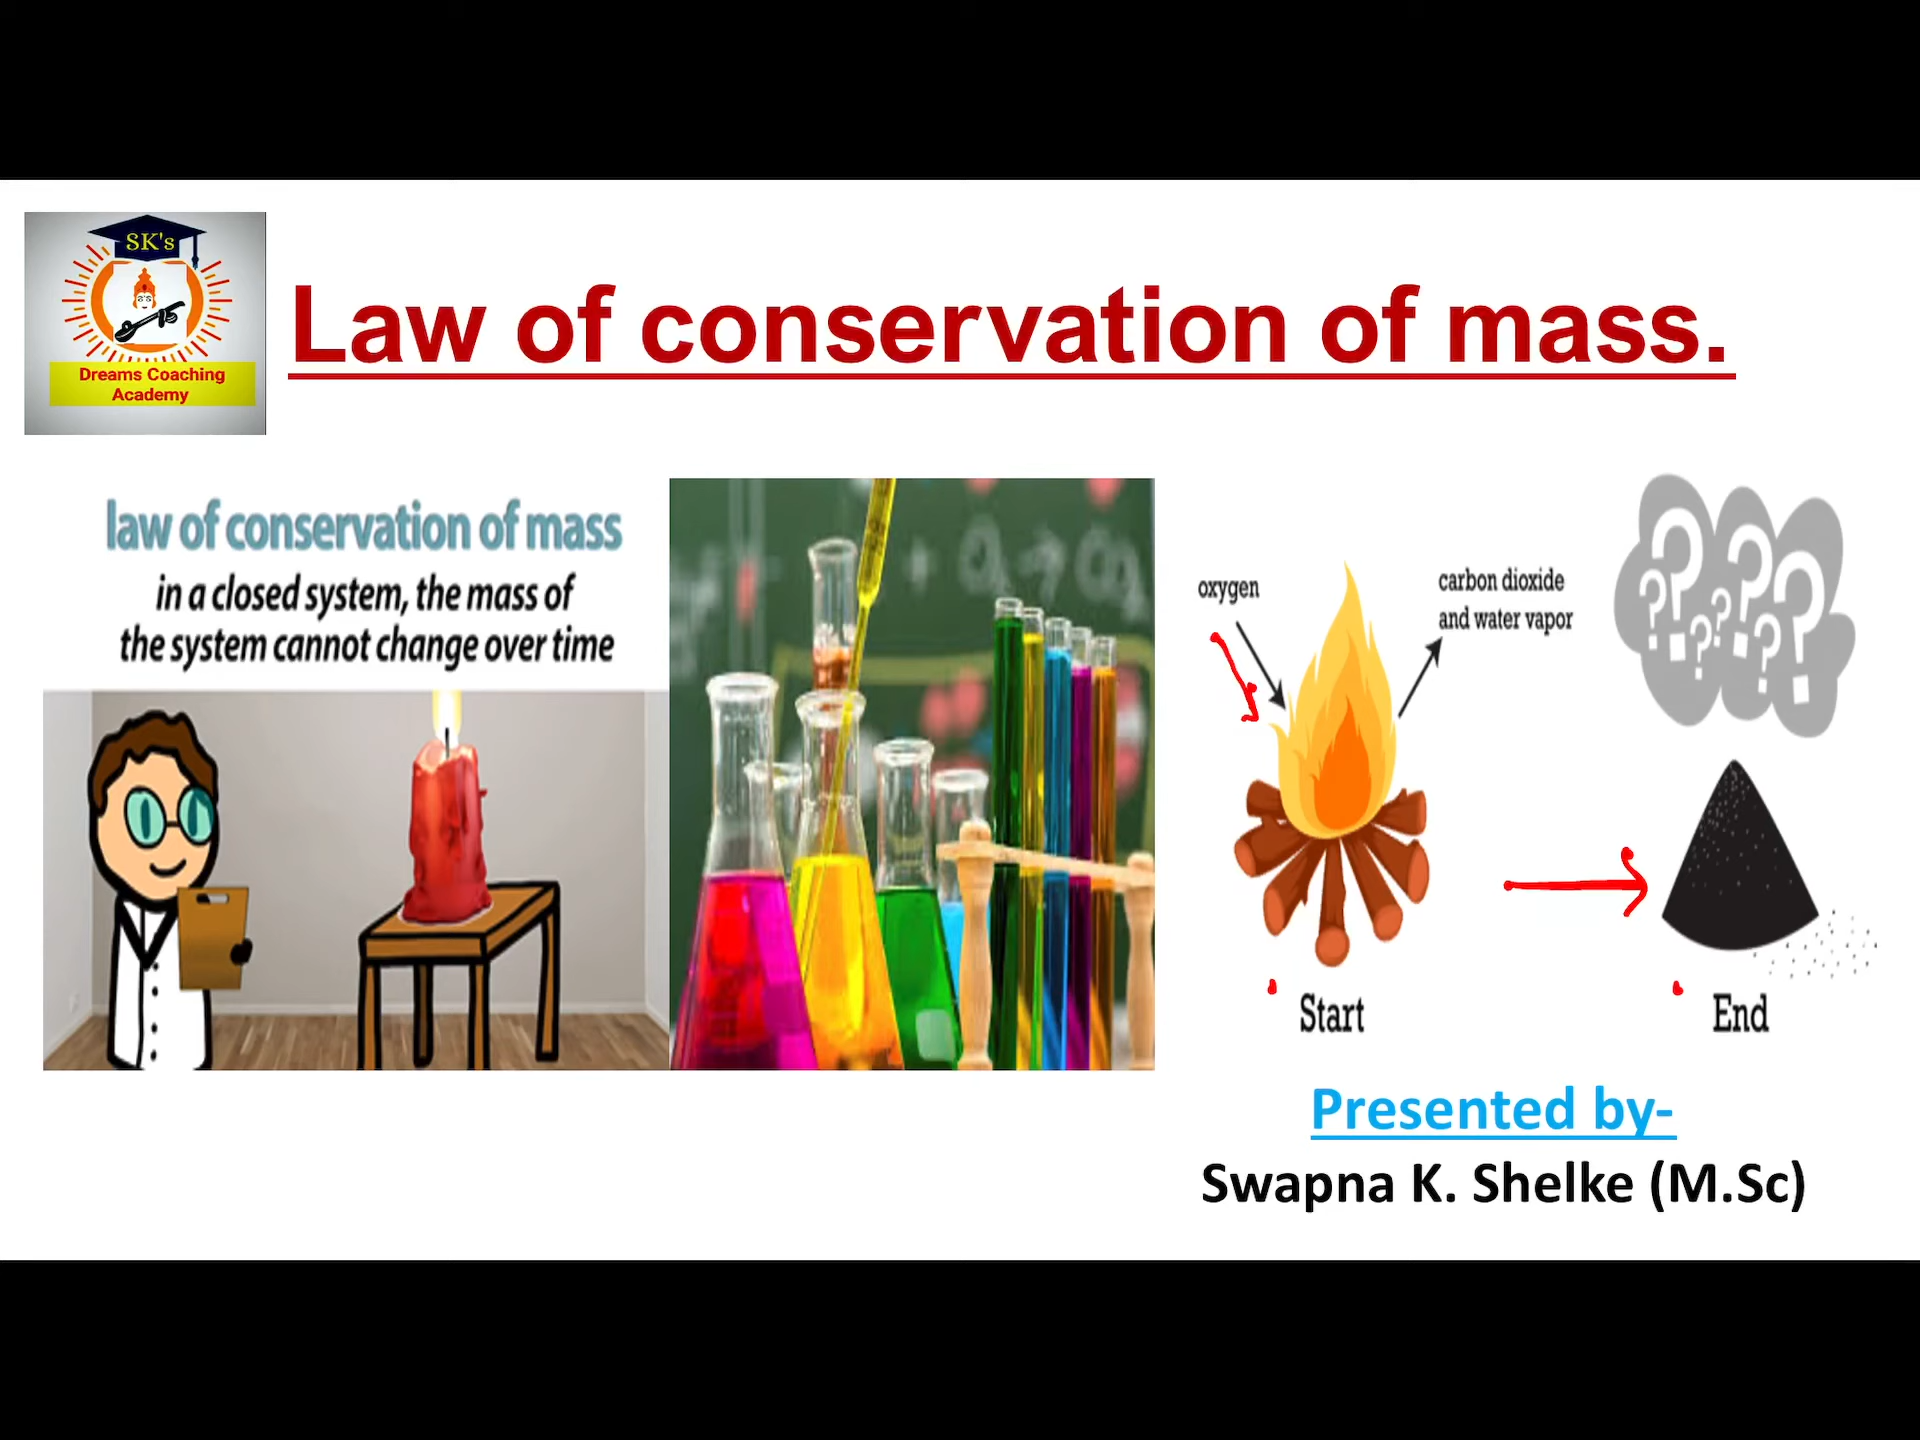 SK's
Dreams Coaching
Academy
Law of conservation of mass.
law of conservation of mass
in a closed system, the mass of
the system cannot change over time
oxygen
carbon dioxide
and water vapor
Start
End
Presented by-
Swapna K. Shelke (M.Sc)